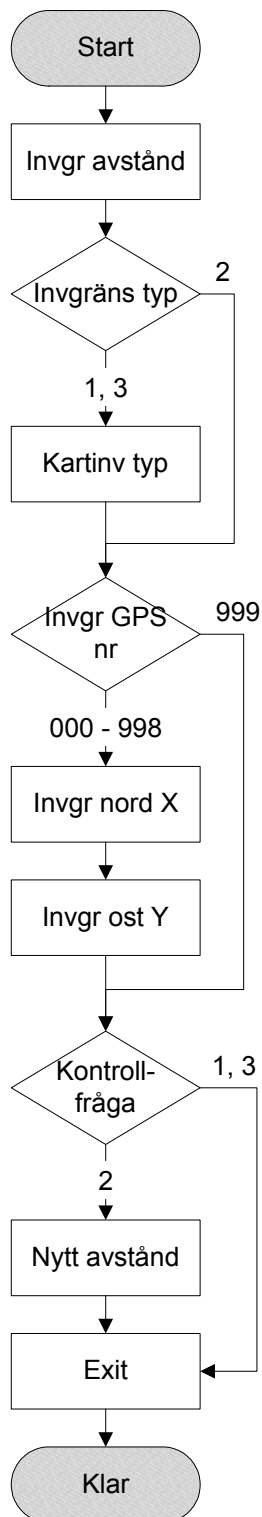 Start
Invgr avstånd
Invgräns typ
2
1, 3
Kartinv typ
Invgr GPS
nr
999
000 - 998
Invgr nord X
Invgr ost Y
Kontroll-
fråga
1, 3
2
Nytt avstånd
Exit
Klar